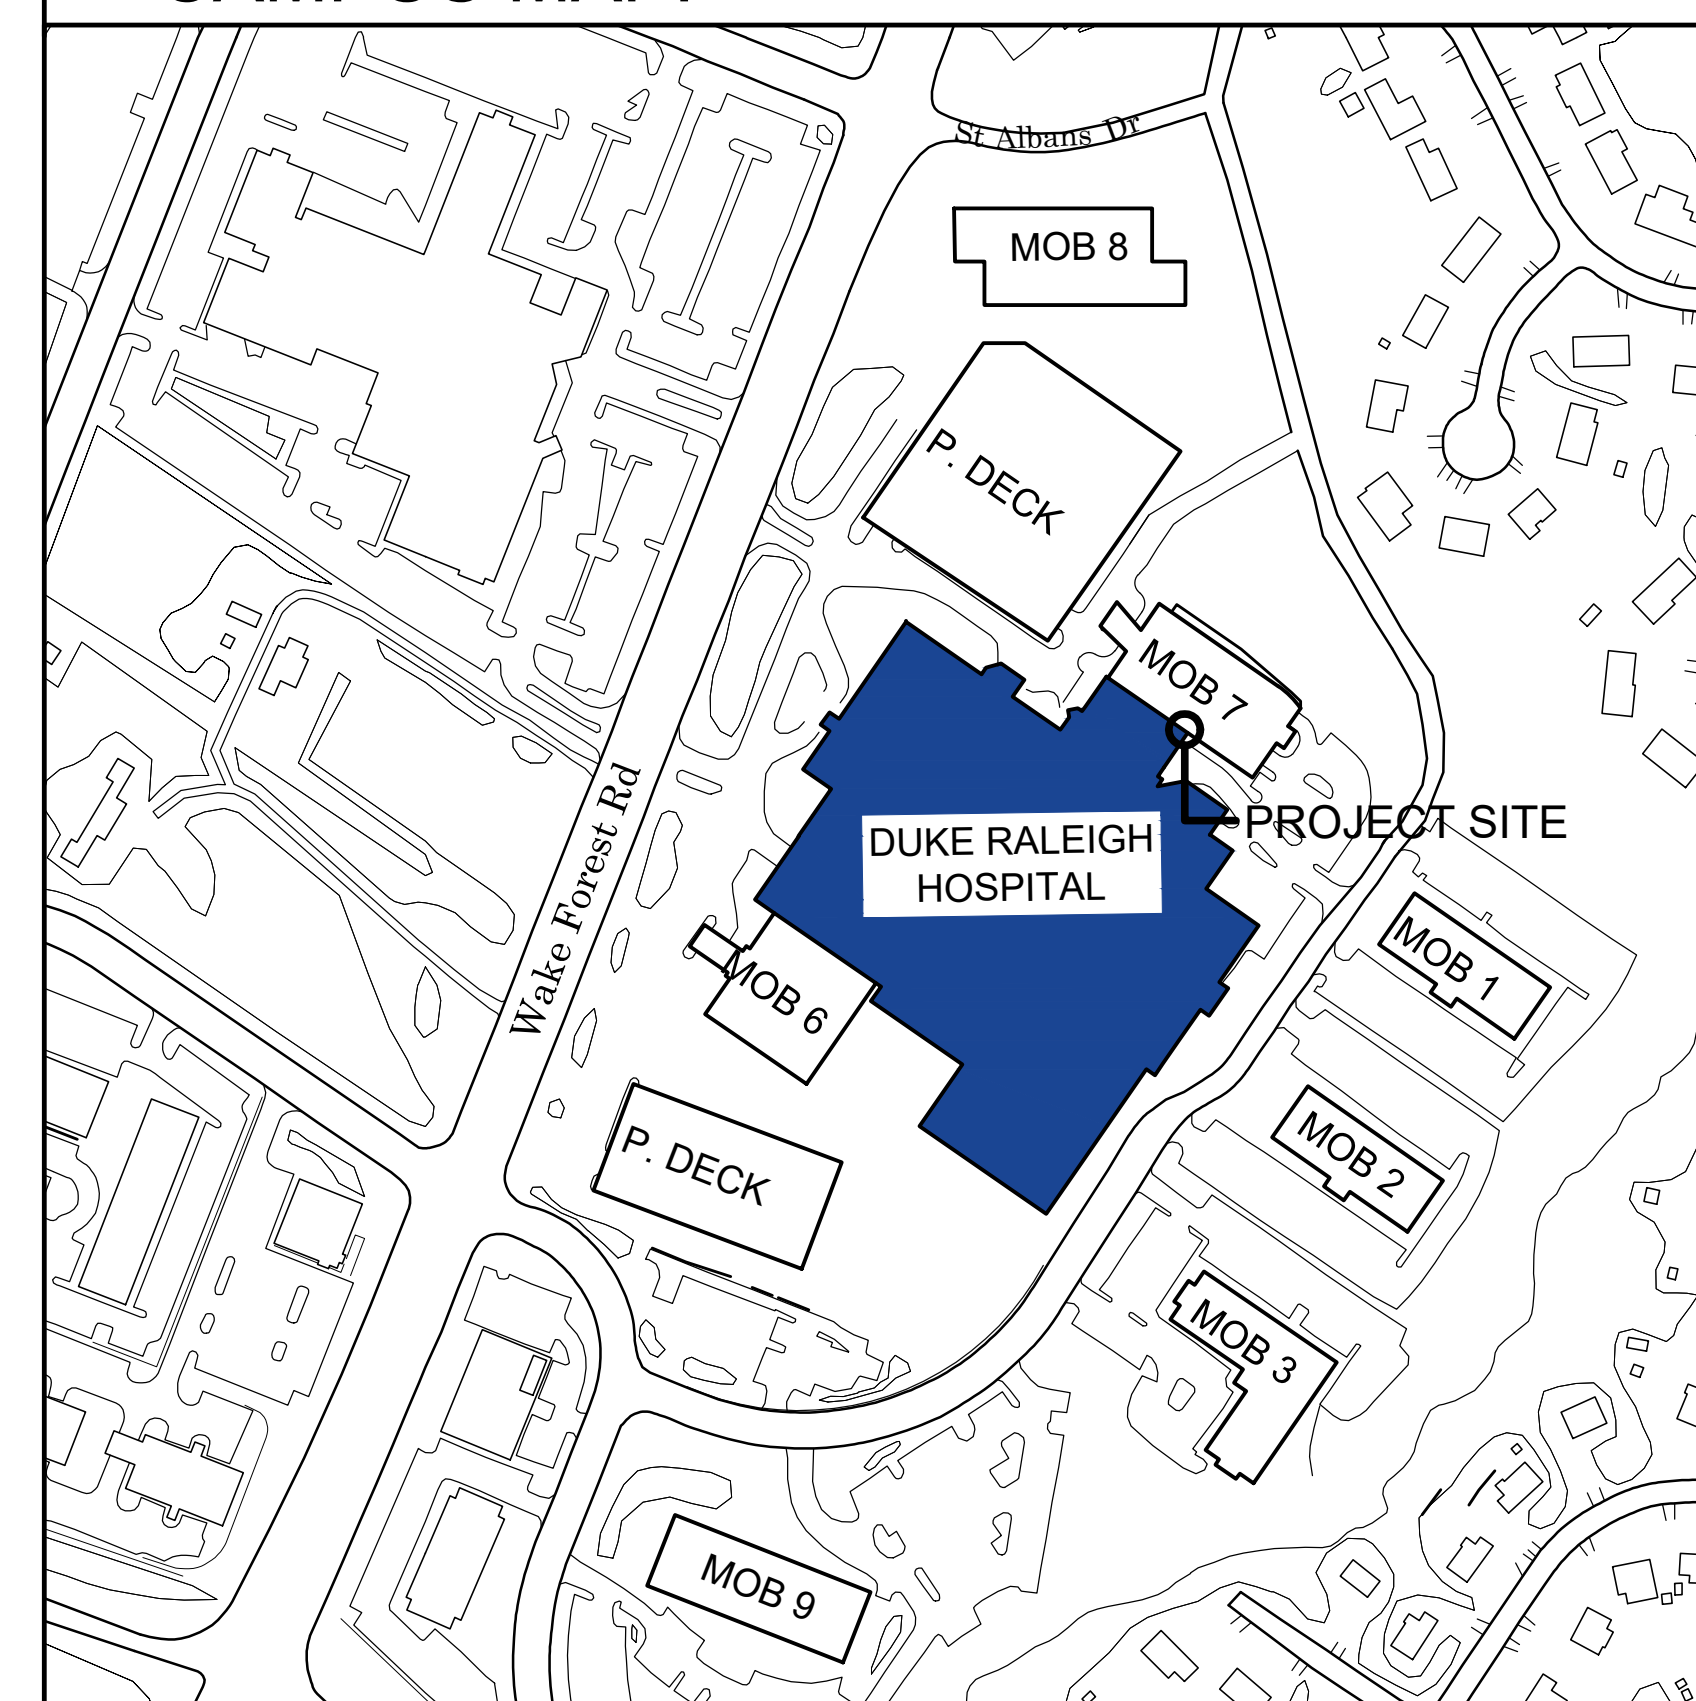 St Albans Dr
MOB 8
P. DECK
MOB 7
PROJECT SITE
DUKE RALEIGH
HOSPITAL
Wake Forest Rd
MOB 1
MOB 6
MOB 2
P. DECK
MOB 3
MOB 9